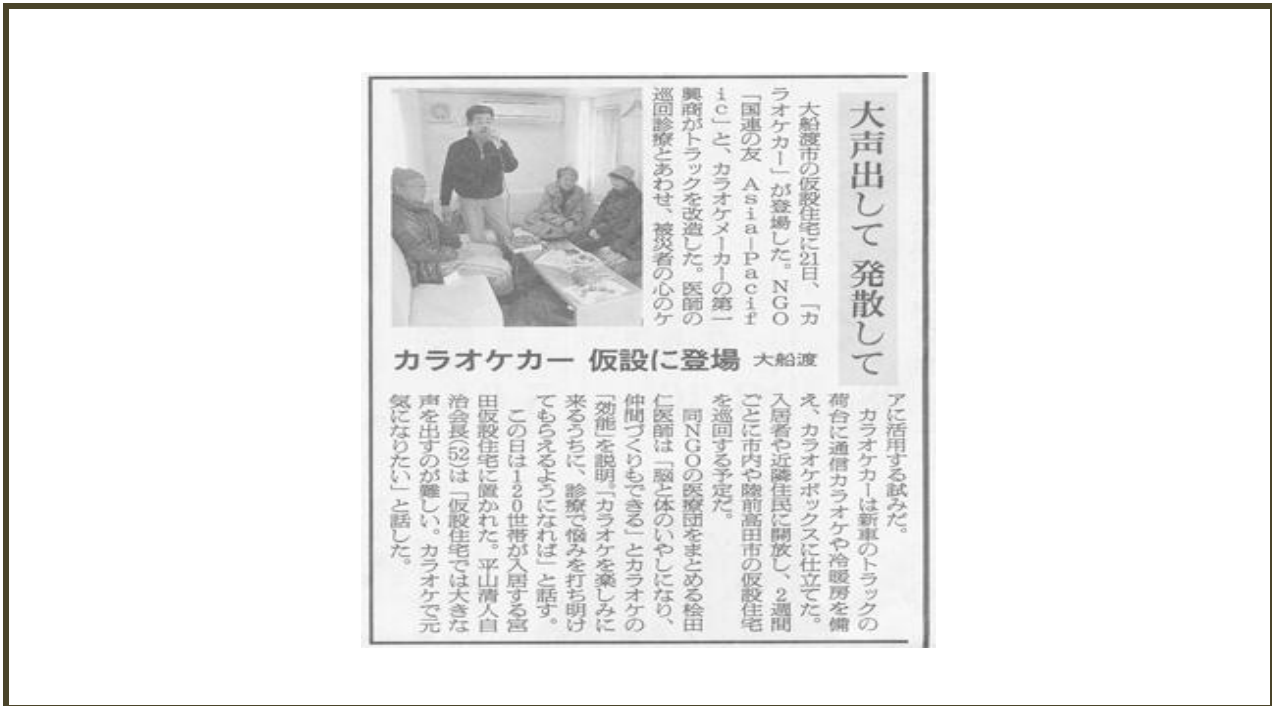 大声出して 発散して
カラオケカー 仮設に登場 大船渡
大船渡市の仮設住宅に21日、「カ
ラオケカー」が登場した。NGO
「国連の友 Asia―Pacif
ic」と、カラオケメーカーの第一
興商がトラックを改造した。医師の
巡回診療とあわせ、被災者の心のケ
アに活用する試みだ。
カラオケカーは新車のトラックの
荷台に通信カラオケや冷暖房を備
え、カラオケボックスに仕立てた。
入居者や近隣住民に開放し、2週間
ごとに市内や陸前高田市の仮設住宅
を巡回する予定だ。
同NGOの医療団をまとめる桧田
仁医師は「脳と体のいやしになり、
仲間づくりもできる」とカラオケの
「効能」を説明。「カラオケを楽しみに
来るうちに、診療で悩みを打ち明け
てもらえるようになれば」と話す。
この日は120世帯が入居する宮
田仮設住宅に置かれた。平山清人自
治会長(52)は「仮設住宅では大きな
声を出すのが難しい。カラオケで元
気になりたい」と話した。